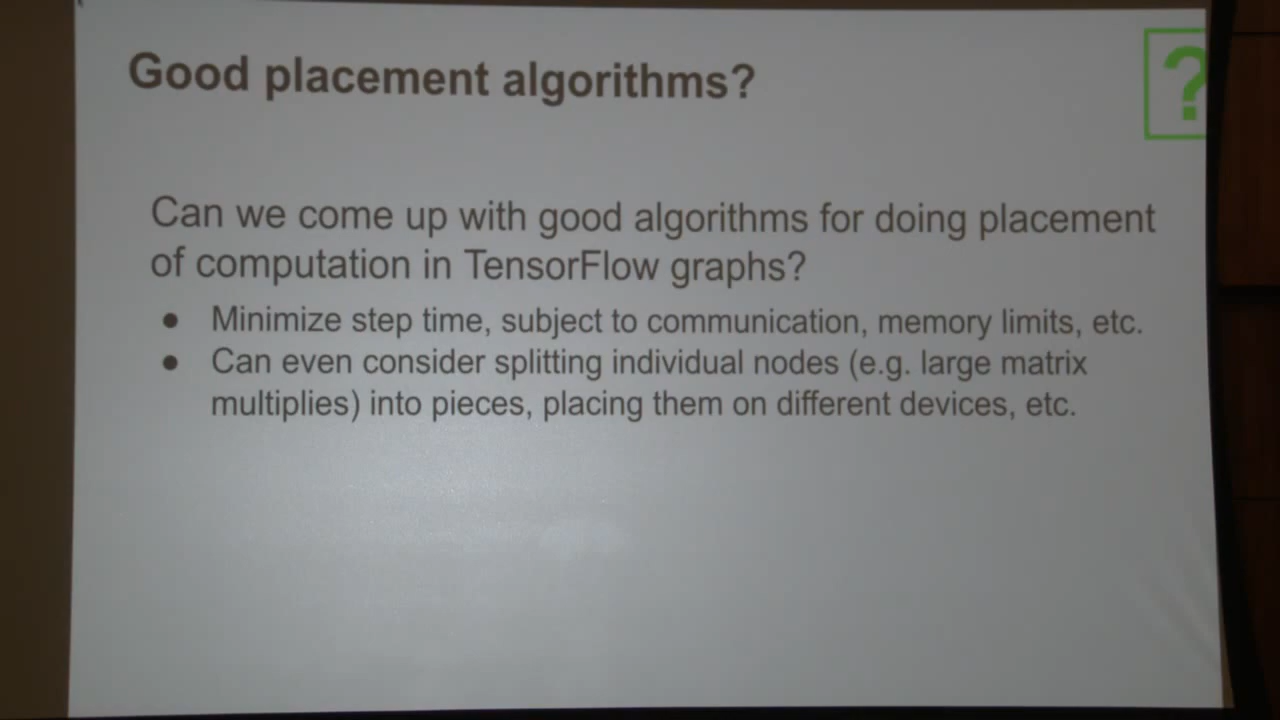 Good placement algorithms?
?
Can we come up with good algorithms for doing placement
of computation in TensorFlow graphs?
● Minimize step time, subject to communication, memory limits, etc.
● Can even consider splitting individual nodes (e.g. large matrix
multiplies) into pieces, placing them on different devices, etc.